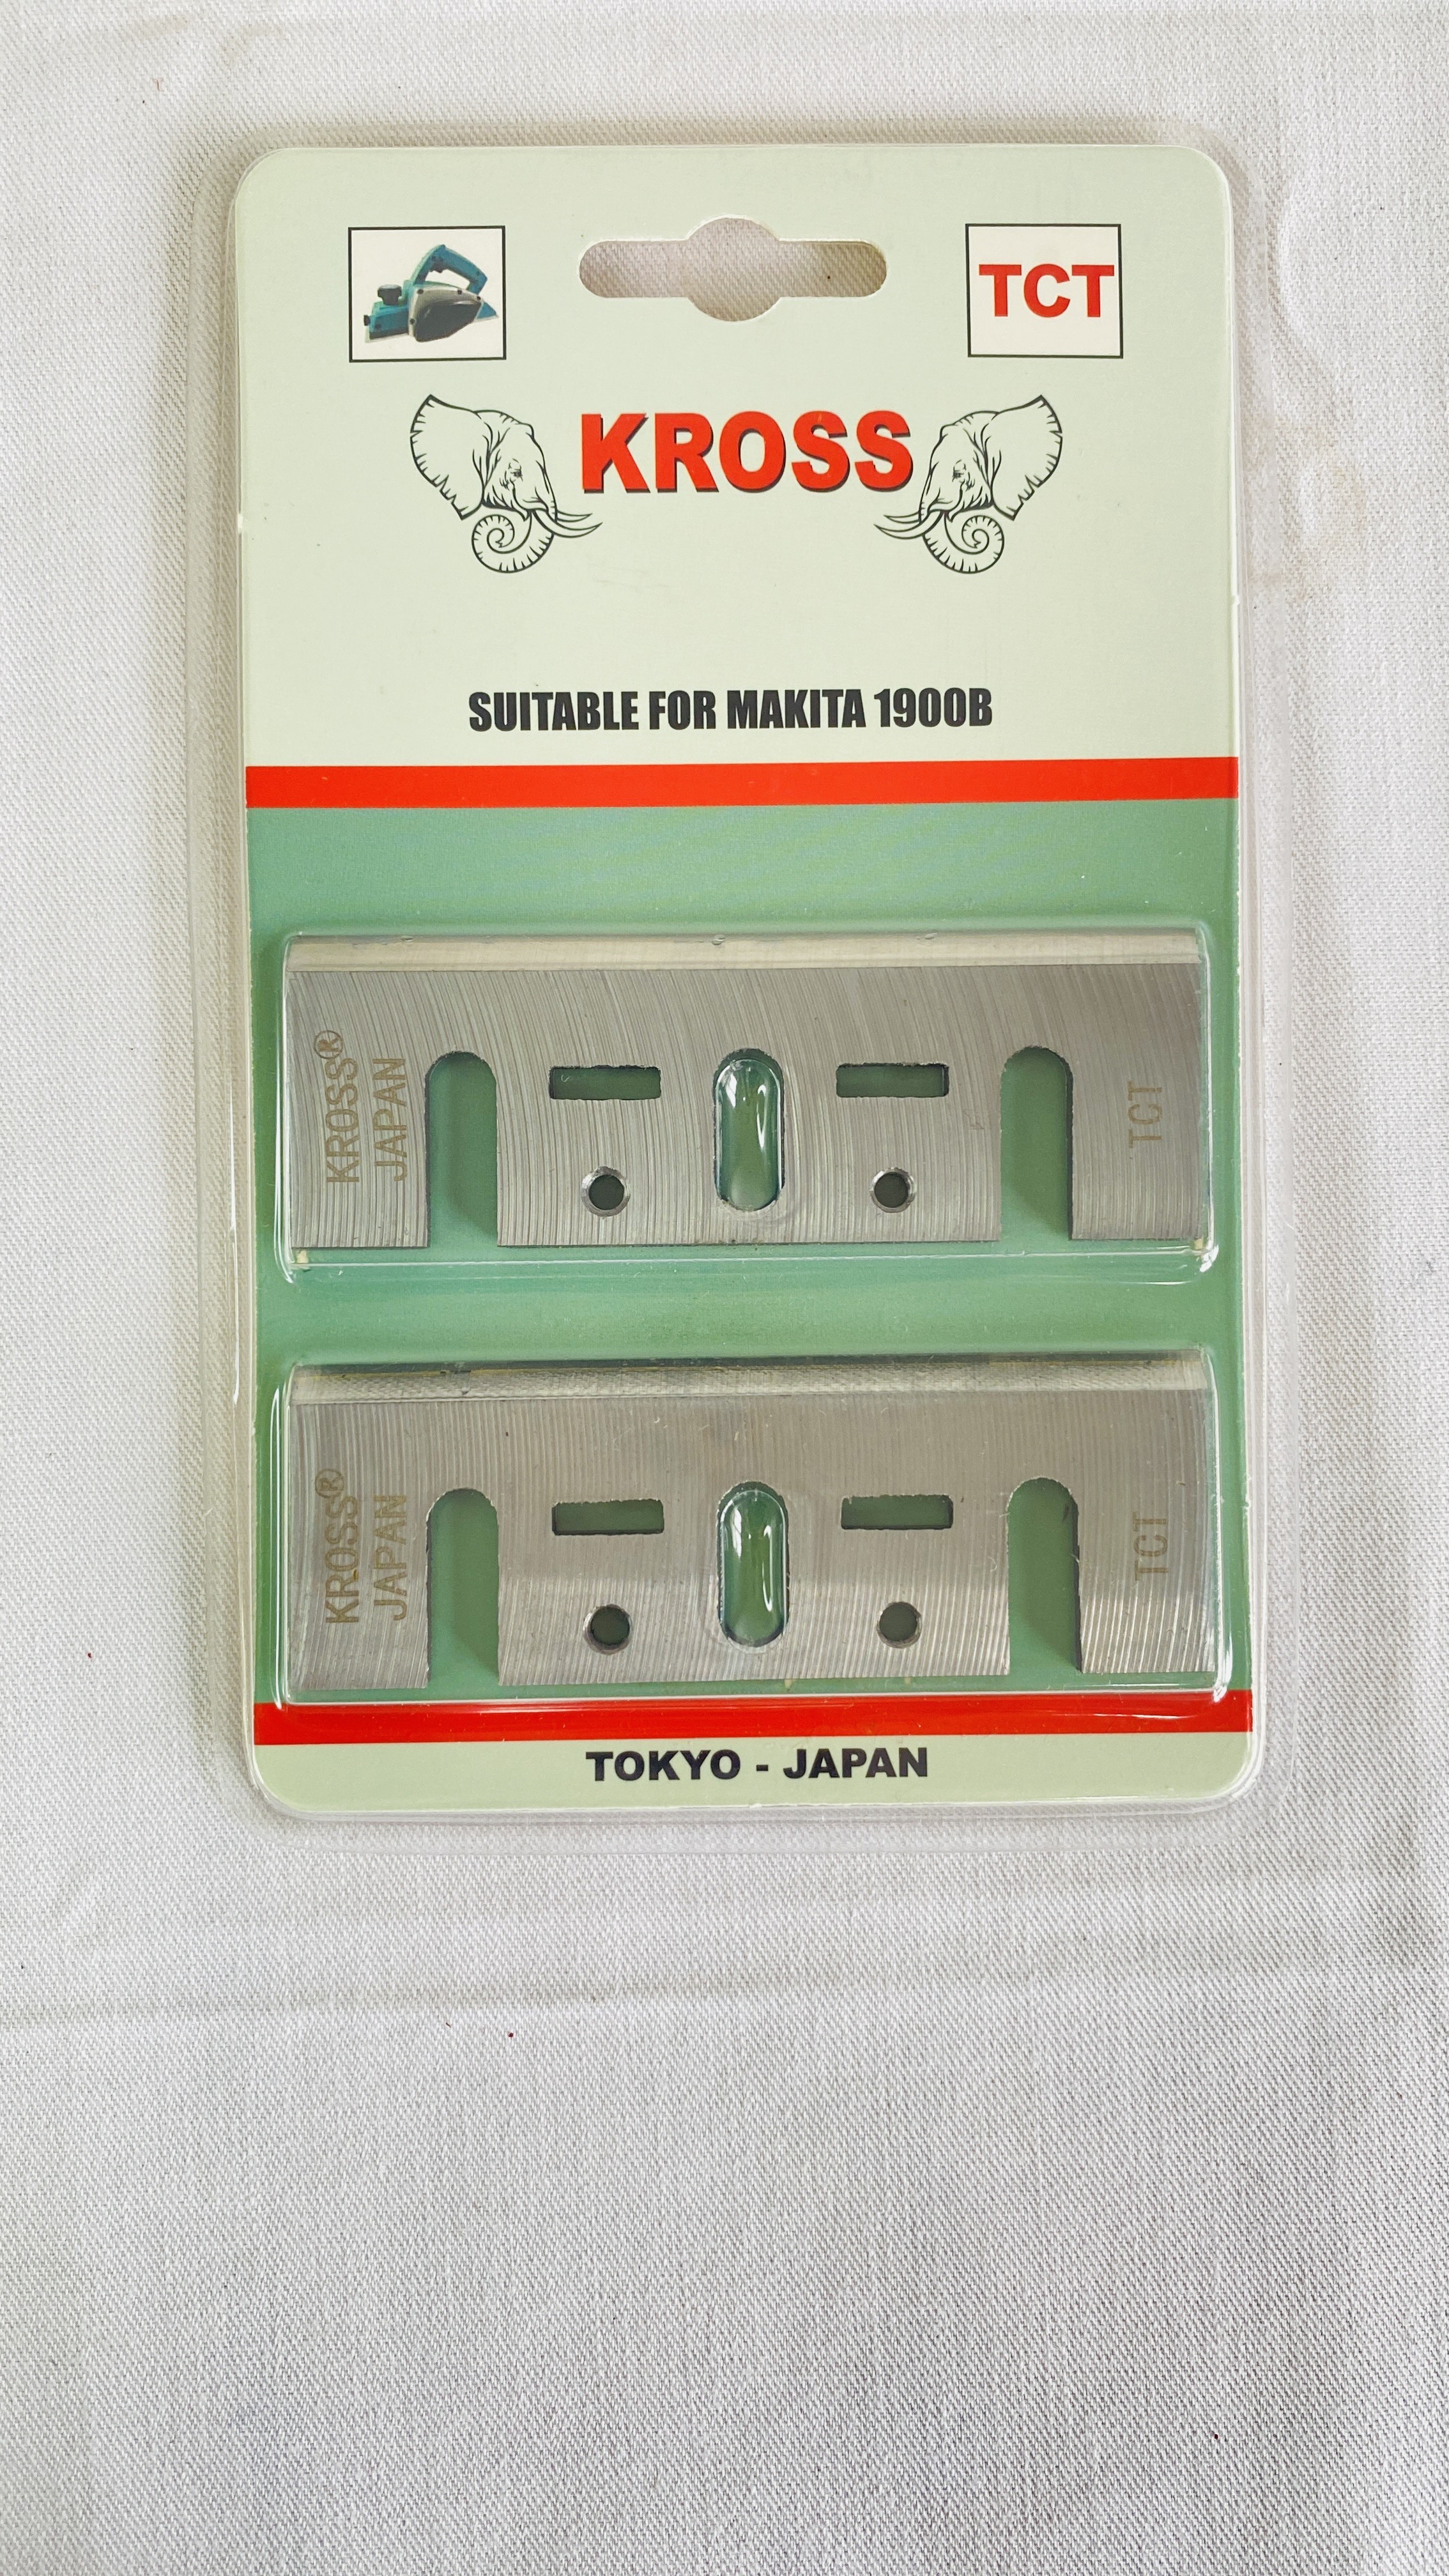 TCT
KROSS
SUITABLE FOR MAKITA 1900B
KROSS®
JAPAN
TCT
KROSS®
JAPAN
TCT
TOKYO - JAPAN